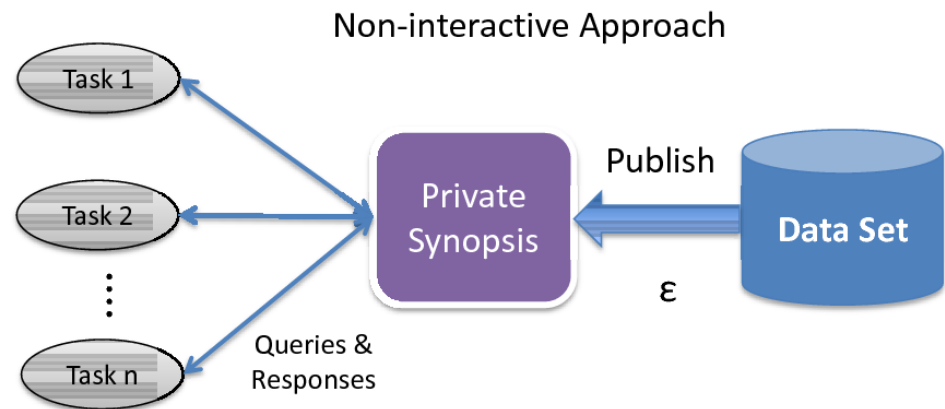 Non-interactive Approach
Task 1
Task 2
Task n
Queries &
Responses
Private
Synopsis
Publish
ε
Data Set